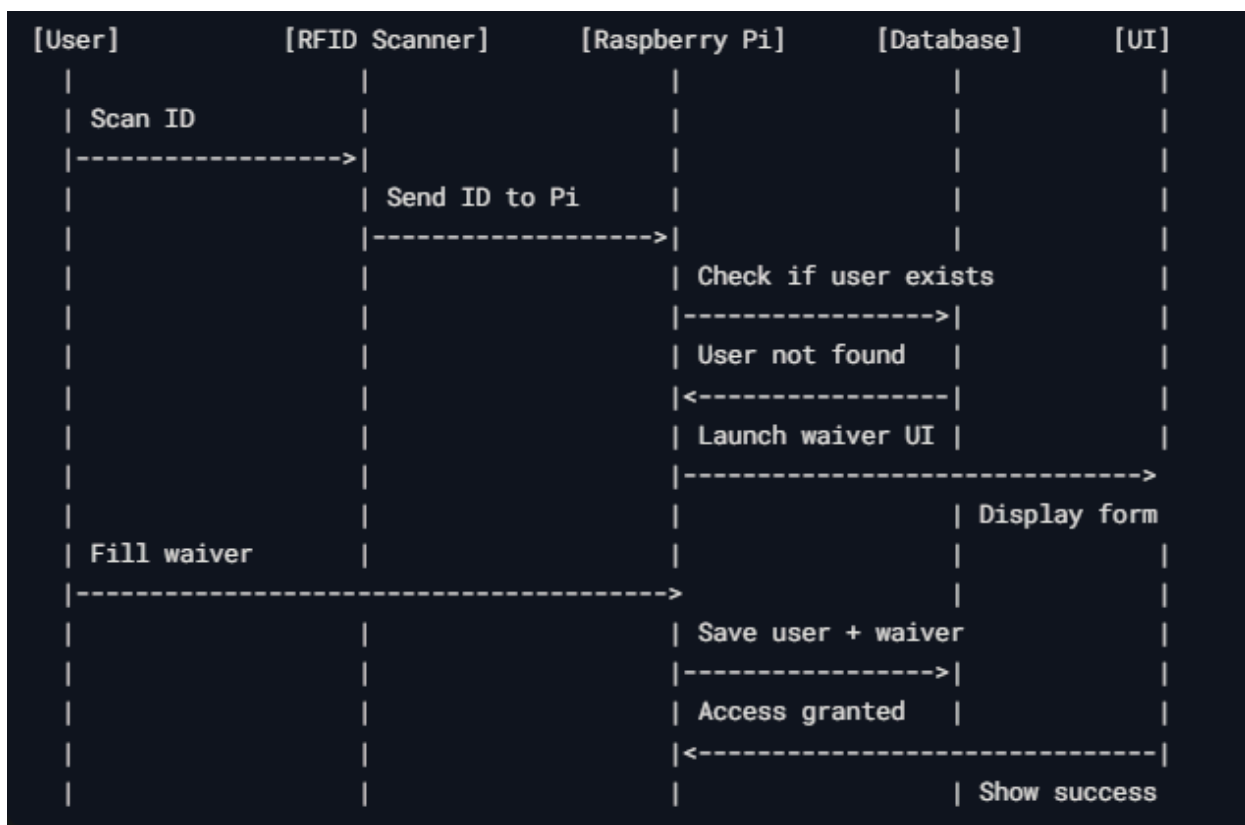 [User] [RFID Scanner] [Raspberry Pi] [Database] [UI]
Scan ID
Send ID to Pi
Check if user exists
User not found
Launch waiver UI
Display form
Fill waiver
Save user + waiver
Access granted
Show success